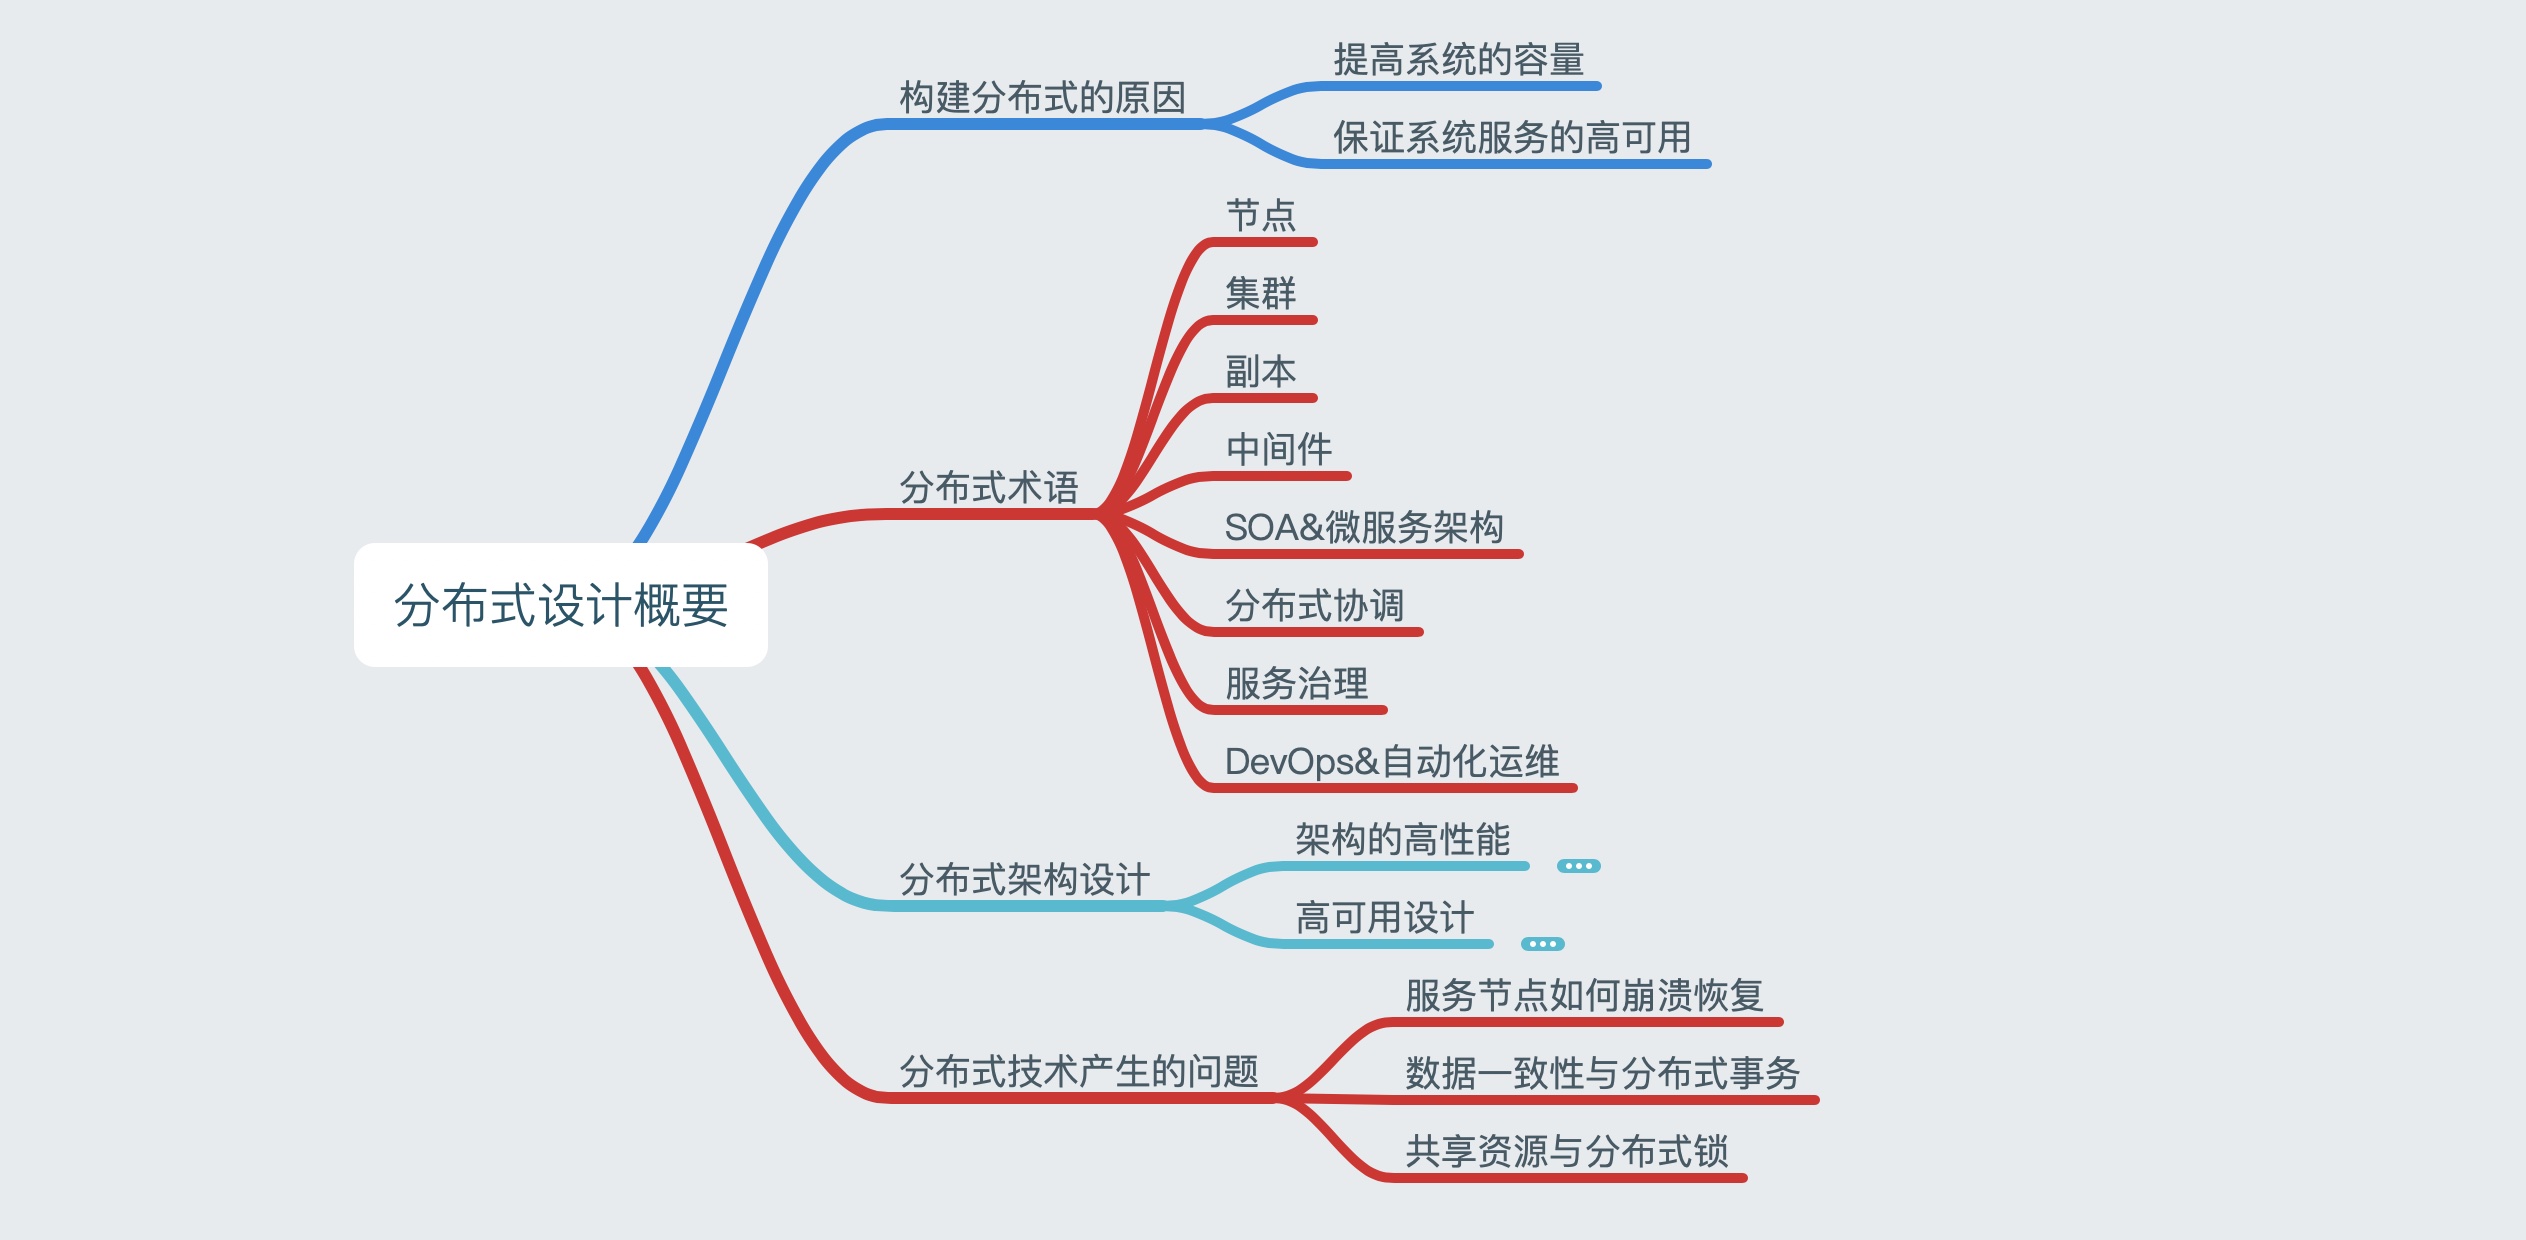 分布式设计概要
构建分布式的原因
提高系统的容量
保证系统服务的高可用
分布式术语
节点
集群
副本
中间件
SOA&微服务架构
分布式协调
服务治理
DevOps&自动化运维
分布式架构设计
架构的高性能
高可用设计
分布式技术产生的问题
服务节点如何崩溃恢复
数据一致性与分布式事务
共享资源与分布式锁